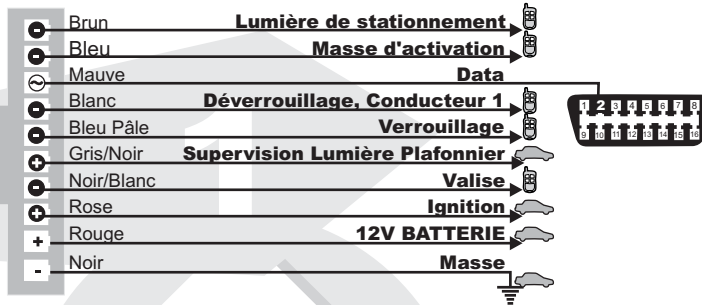 Brun Lumière de stationnement
Bleu Masse d'activation
Mauve Data
Blanc Déverrouillage, Conducteur 1
Bleu Pâle Verrouillage
Gris/Noir Supervision Lumière Plafonnier
Noir/Blanc Valise
Rose Ignition
+ Rouge 12V BATTERIE
- Noir Masse
1 2 3 4 5 6 7 8
9 10 11 12 13 14 15 16